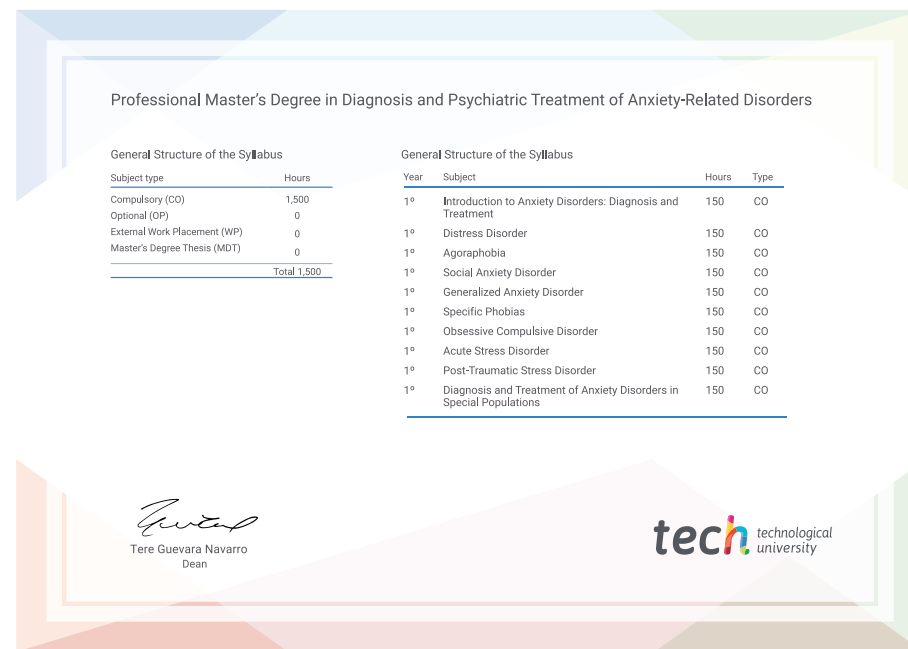 Professional Master's Degree in Diagnosis and Psychiatric Treatment of Anxiety-Related Disorders
General Structure of the Syllabus
Subject type Hours
Compulsory (CO) 1,500
Optional (OP) 0
External Work Placement (WP) 0
Master's Degree Thesis (MDT) 0
Total 1,500
General Structure of the Syllabus
Year Subject Hours Type
1º Introduction to Anxiety Disorders: Diagnosis and 150 CO
Treatment
1º Distress Disorder 150 CO
1º Agoraphobia 150 CO
1º Social Anxiety Disorder 150 CO
1º Generalized Anxiety Disorder 150 CO
1º Specific Phobias 150 CO
1º Obsessive Compulsive Disorder 150 CO
1º Acute Stress Disorder 150 CO
1º Post-Traumatic Stress Disorder 150 CO
1º Diagnosis and Treatment of Anxiety Disorders in 150 CO
Special Populations
Tere Guevara Navarro
Dean
tech technological
university